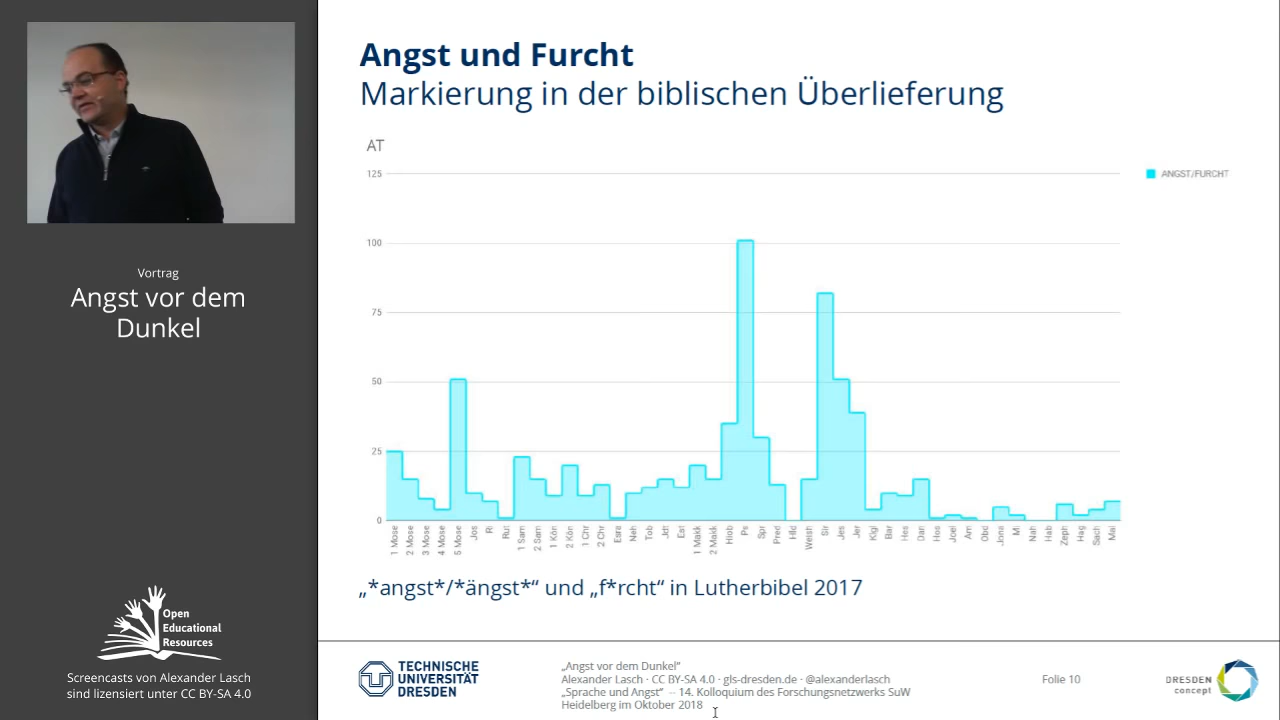 Vortrag
Angst vor dem
Dunkel
Open
Educational
Resources
Screencasts von Alexander Lasch
sind lizensiert unter CC BY-SA 4.0
Angst und Furcht
Markierung in der biblischen Überlieferung
AT
125
100
75
50
25
0
ANGST/FURCHT
1 Mose
2 Mose
3 Mose
4 Mose
5 Mose
Jos
Ri
Rut
1 Sam
2 Sam
1 Kön
2 Kön
1 Chr
2 Chr
Esra
Neh
Tob
Jdt
Est
1 Makk
2 Makk
Hiob
Ps
Spr
Pred
Hld
Weish
Sir
Jes
Jer
Klgl
Bar
Hes
Dan
Hos
Joel
Am
Obd
Jona
Mi
Nah
Hab
Zeph
Hag
Sach
Mal
„*angst*/*ängst*“ und „f*rcht“ in Lutherbibel 2017
TECHNISCHE
UNIVERSITÄT
DRESDEN
„Angst vor dem Dunkel“
Alexander Lasch · CC BY-SA 4.0 · gls-dresden.de · @alexanderlasch
„Sprache und Angst“ – 14. Kolloquium des Forschungsnetzwerks SuW
Heidelberg im Oktober 2018
Folie 10
DRESDEN
concept